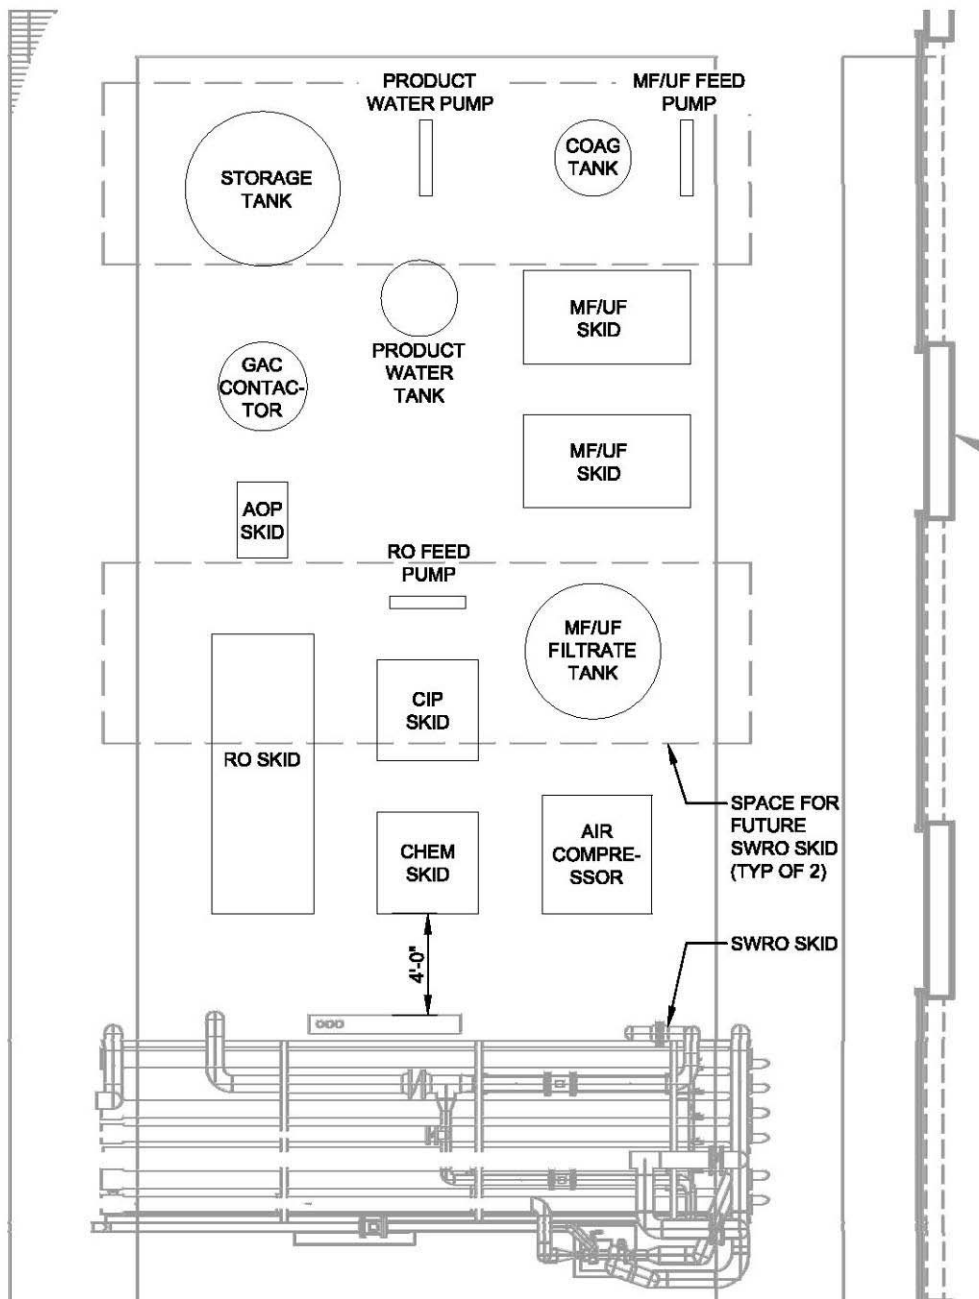 PRODUCT
WATER PUMP
MF/UF FEED
PUMP
STORAGE
TANK
COAG
TANK
MF/UF
SKID
PRODUCT
WATER
TANK
GAC
CONTAC-
TOR
MF/UF
SKID
AOP
SKID
RO FEED
PUMP
MF/UF
FILTRATE
TANK
CIP
SKID
RO SKID
SPACE FOR
FUTURE
SWRO SKID
(TYP OF 2)
CHEM
SKID
AIR
COMPRE-
SSOR
4'-0"
SWRO SKID